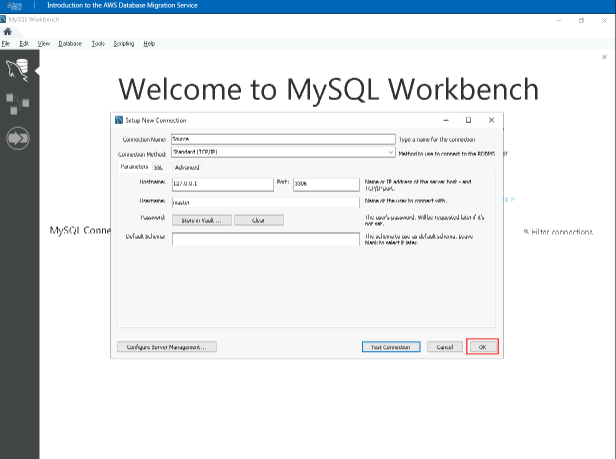 Introduction to the AWS Database Migration Service
MySQL Workbench
File Edit View Database Tools Scripting Help
Welcome to MySQL Workbench
Setup New Connection
Connection Name: Source Type a name for the connection
Connection Method: Standard (TCP/IP) Method to use to connect to the RDBMS
Parameters SSL Advanced
Hostname: 127.0.0.1 Port: 3306 Name or IP address of the server host - and
TCP/IP port.
Username: master Name of the user to connect with.
Password: Store in Vault ... Clear The user's password. Will be requested later if it's
not set.
Default Schema: The schema to use as default schema. Leave
blank to select it later.
MySQL Conne
Filter connections
Configure Server Management... Test Connection Cancel OK